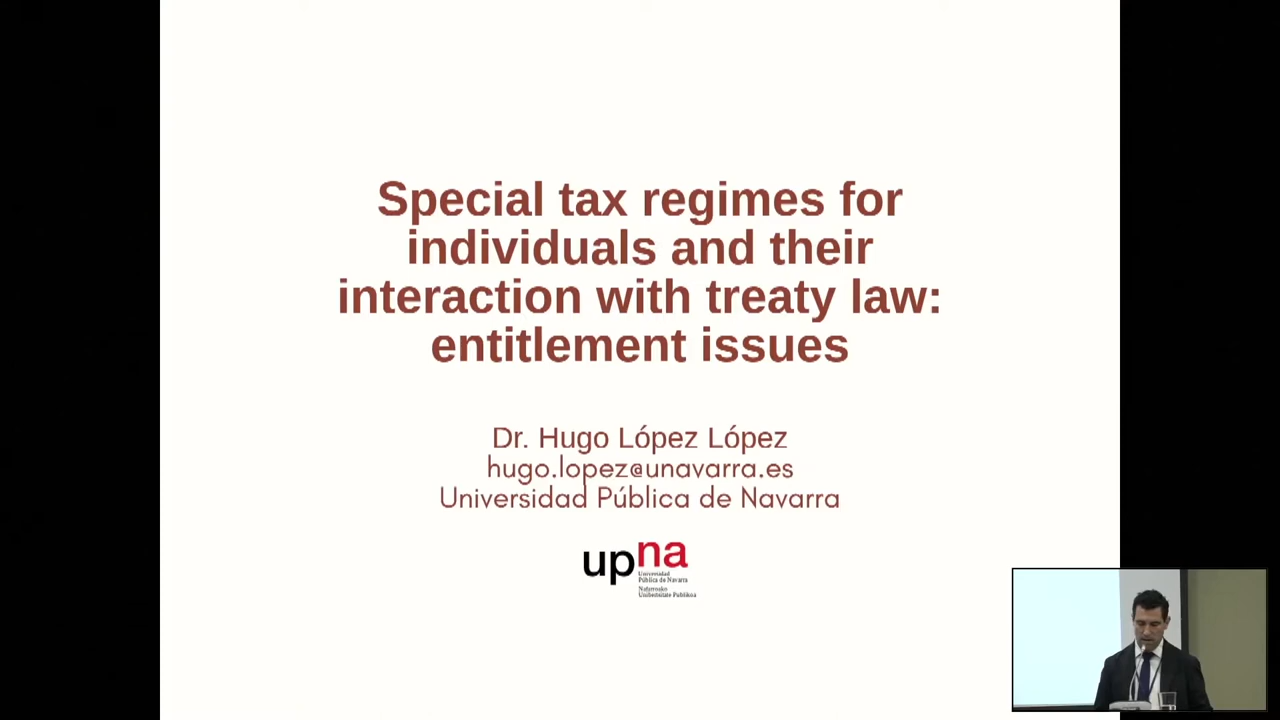 Special tax regimes for
individuals and their
interaction with treaty law:
entitlement issues
Dr. Hugo López López
hugo.lopez@unavarra.es
Universidad Pública de Navarra
upna
Universidad
Pública de Navarra
Nafarroako
Unibertsitate Publikoa